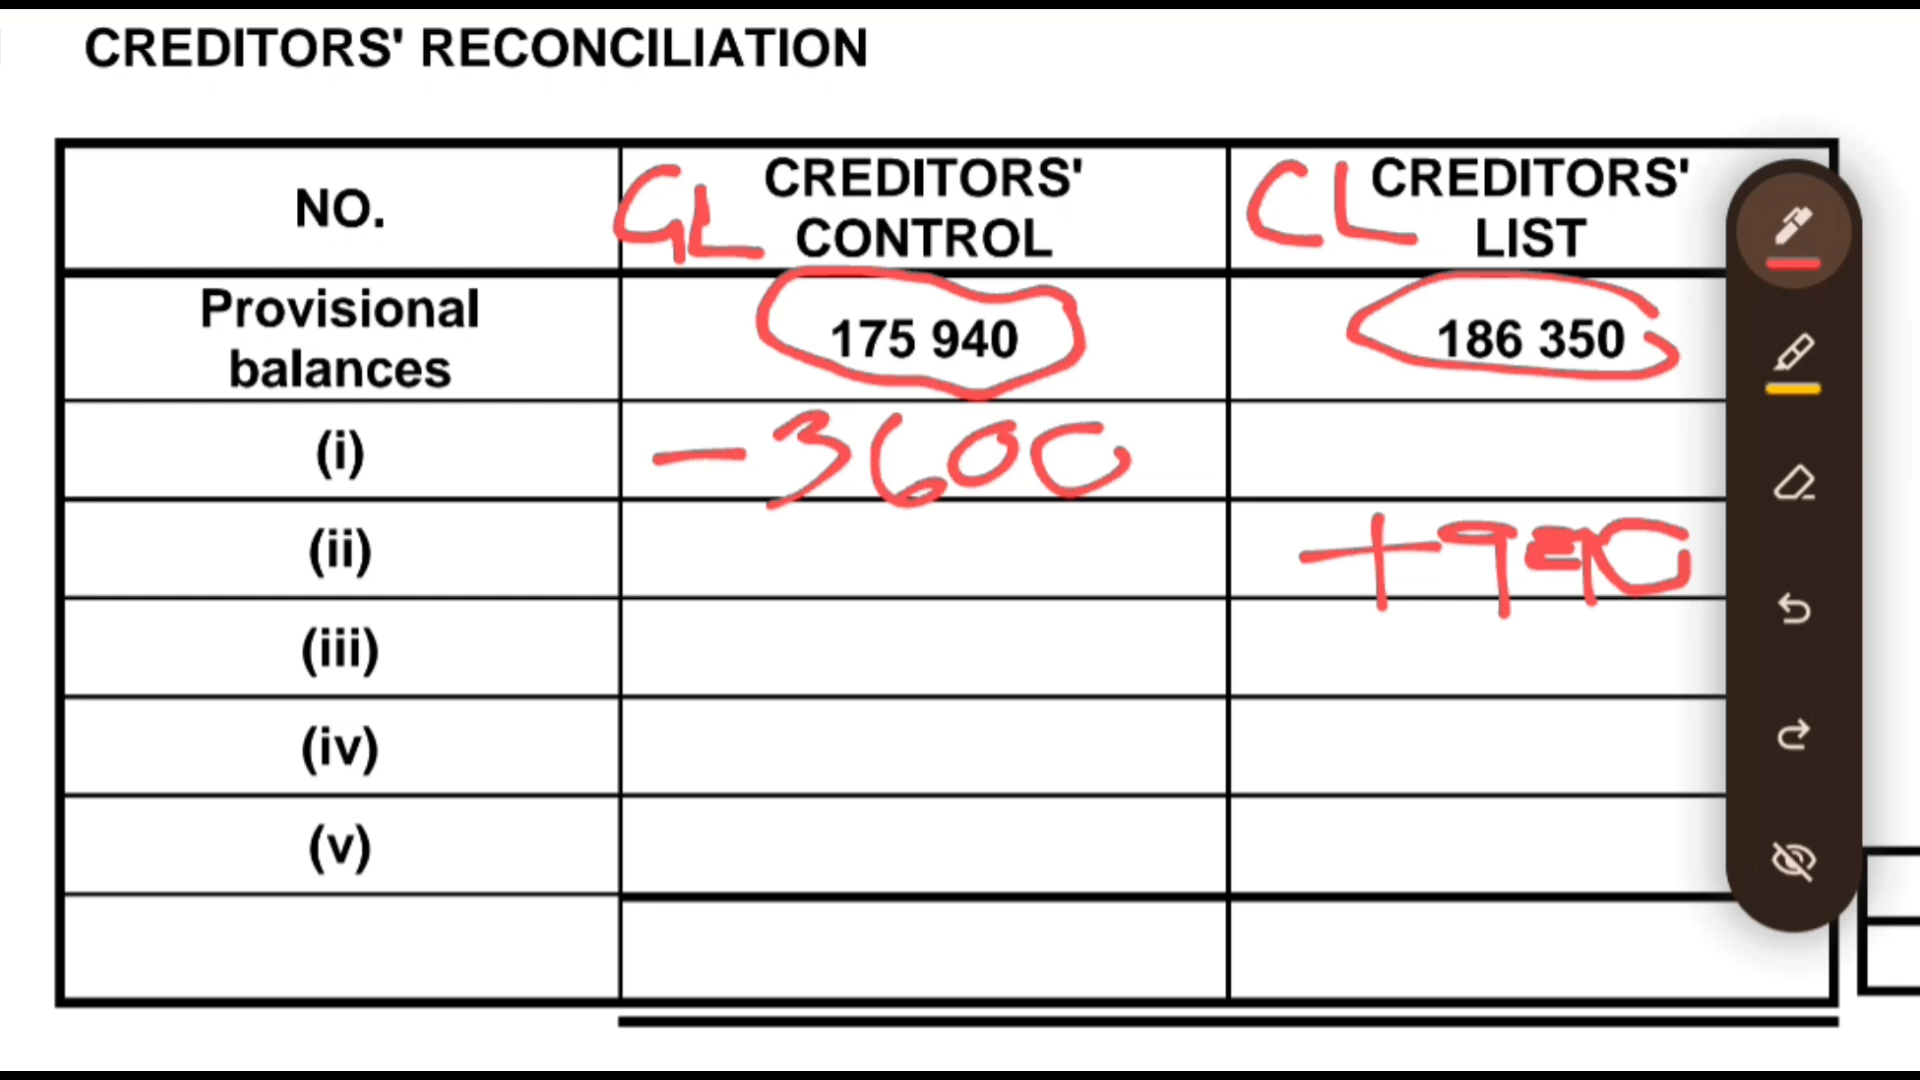 CREDITORS' RECONCILIATION
NO.
GL CREDITORS' CONTROL
CL CREDITORS' LIST
Provisional balances
175 940
186 350
(i)
-3600
(ii)
(iii)
(iv)
(v)